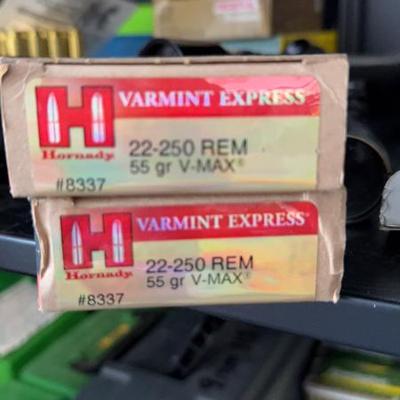 VARMINT EXPRESS®
H
Hornady
22-250 REM
55 gr V-MAX®
#8337
VARMINT EXPRESS®
H
Hornady
22-250 REM
55 gr V-MAX®
#8337